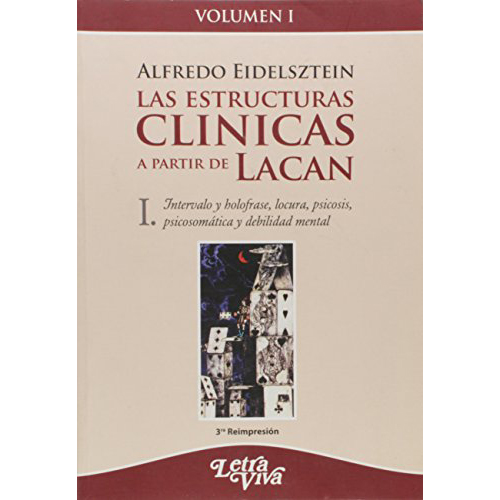 VOLUMEN I
ALFREDO EIDELSZTEIN
LAS ESTRUCTURAS
CLINICAS
A PARTIR DE LACAN
I. Intervalo y holofrase, locura, psicosis,
psicosomática y debilidad mental
3ra Reimpresión
Letra
Viva